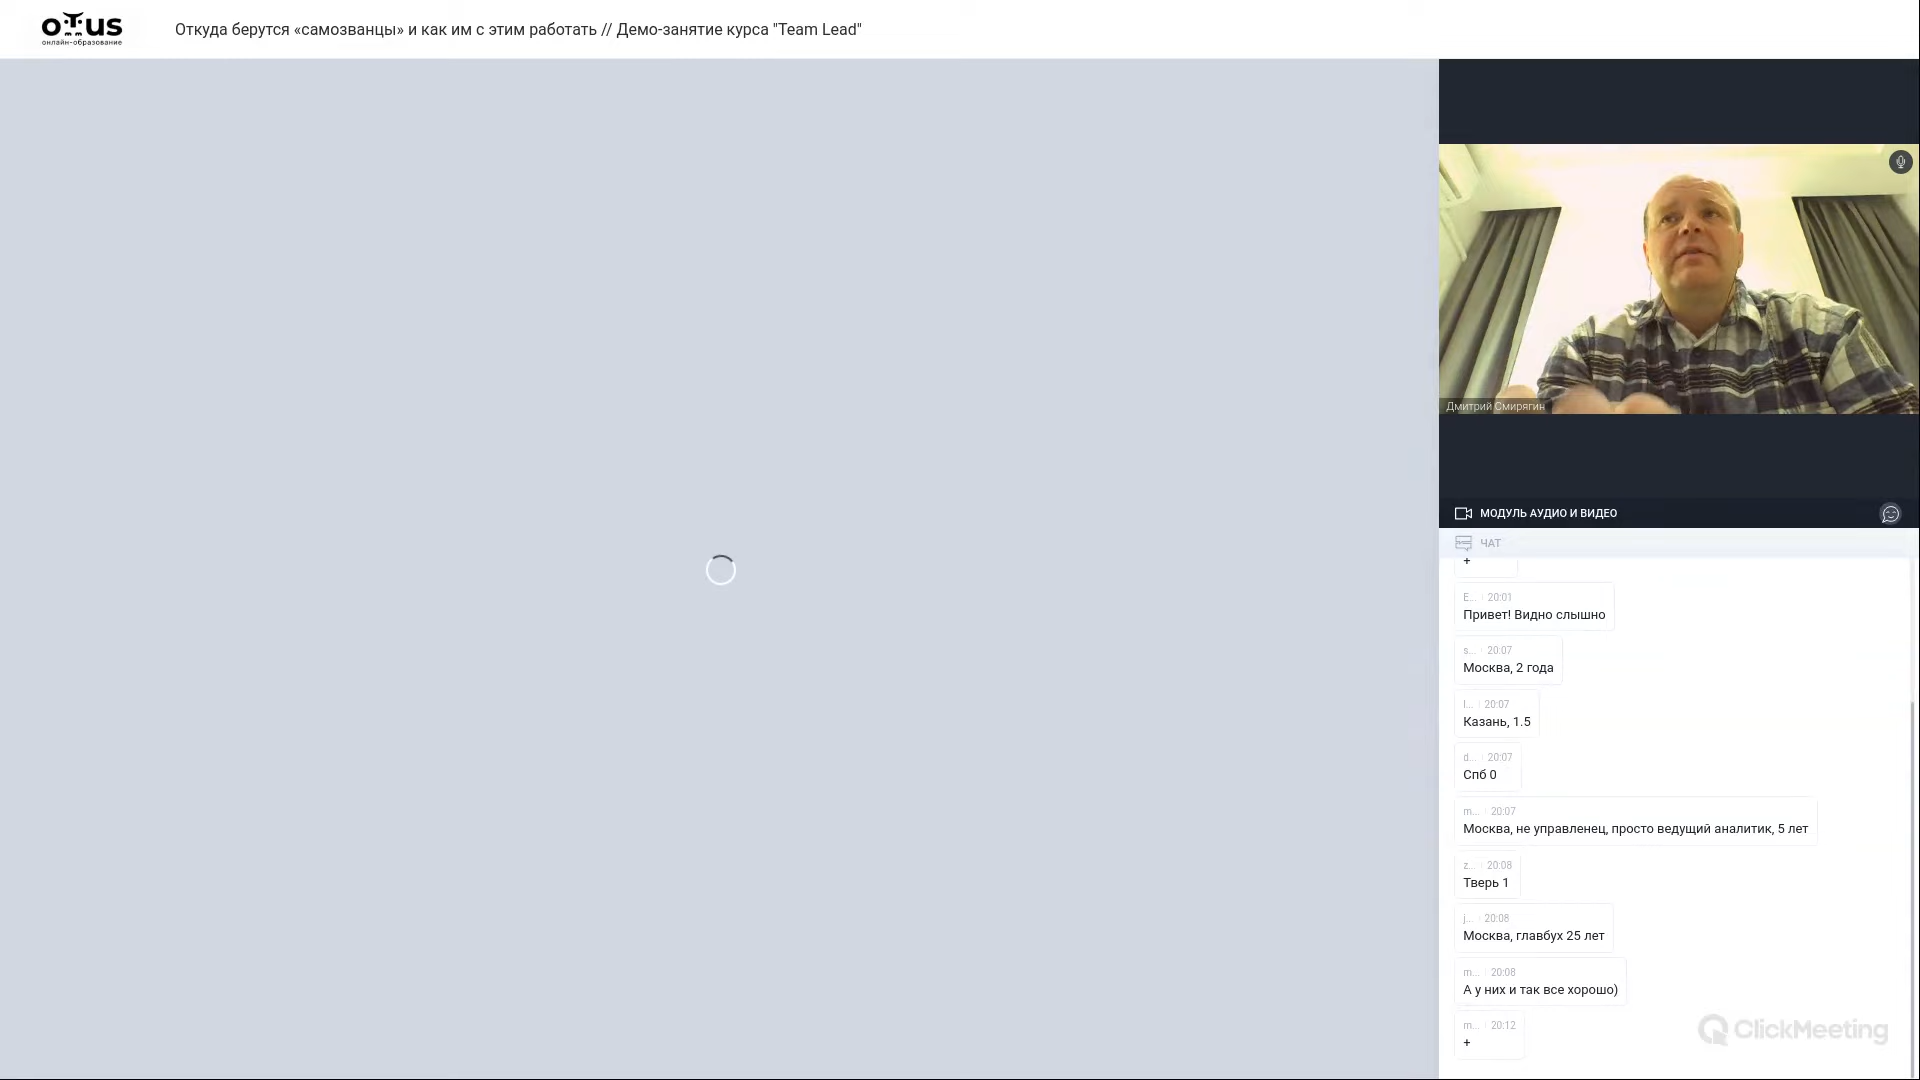 otus
онлайн-образование
Откуда берутся «самозванцы» и как им с этим работать // Демо-занятие курса "Team Lead"
Дмитрий Смирягин
МОДУЛЬ АУДИО И ВИДЕО
ЧАТ
+
E... 20:01
Привет! Видно слышно
s... 20:07
Москва, 2 года
l... 20:07
Казань, 1.5
d... 20:07
Спб 0
m... 20:07
Москва, не управленец, просто ведущий аналитик, 5 лет
z... 20:08
Тверь 1
j... 20:08
Москва, главбух 25 лет
m... 20:08
А у них и так все хорошо)
m... 20:12
+
ClickMeeting